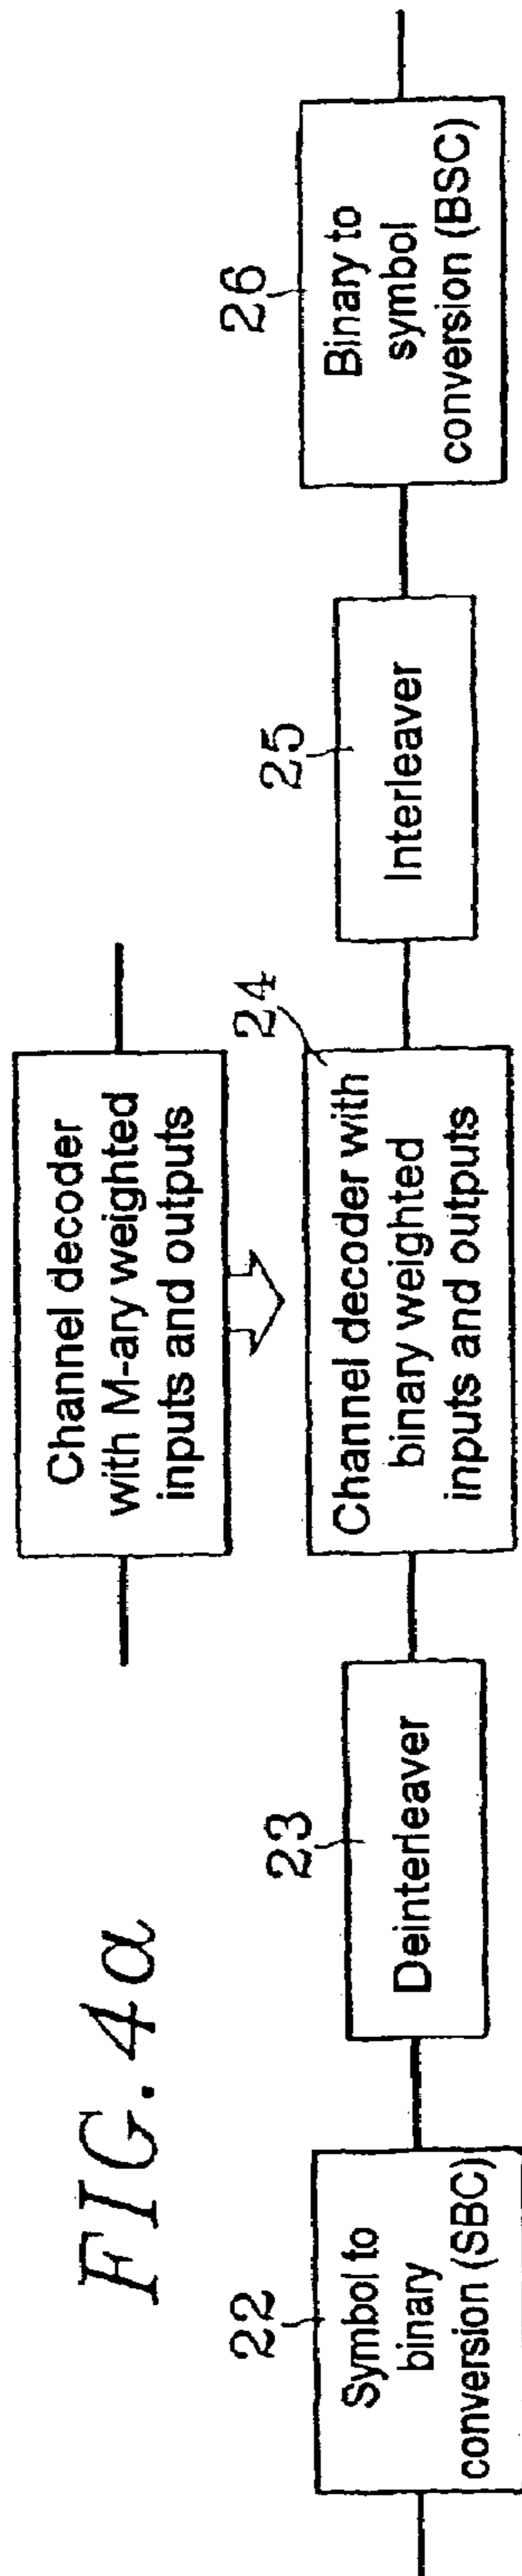 FIG. 4a
Channel decoder
with M-ary weighted
inputs and outputs
22
Symbol to
binary
conversion (SBC)
23
Deinterleaver
24
Channel decoder with
binary weighted
inputs and outputs
25
Interleaver
26
Binary to
symbol
conversion (BSC)